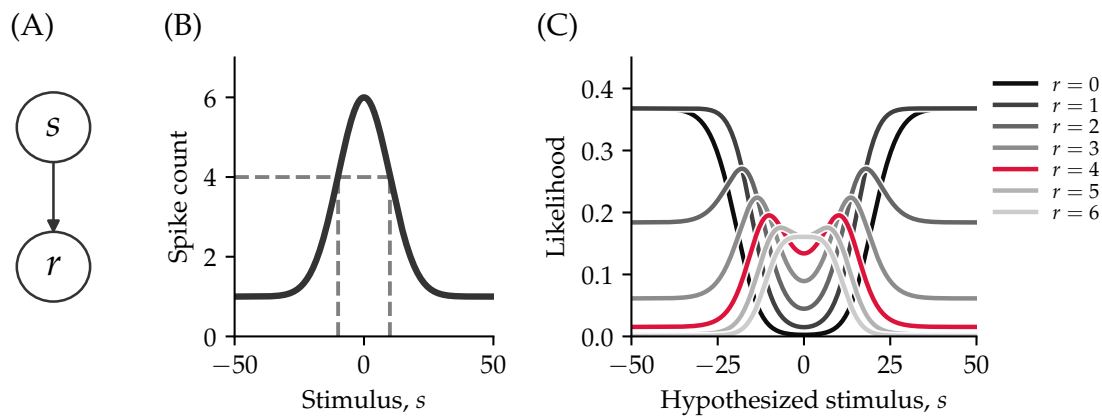 (A)
s
r
(B)
Spike count
6
4
2
0
−50
0
50
Stimulus, s
(C)
Likelihood
0.4
0.3
0.2
0.1
0.0
−50
−25
0
25
50
Hypothesized stimulus, s
r = 0
r = 1
r = 2
r = 3
r = 4
r = 5
r = 6